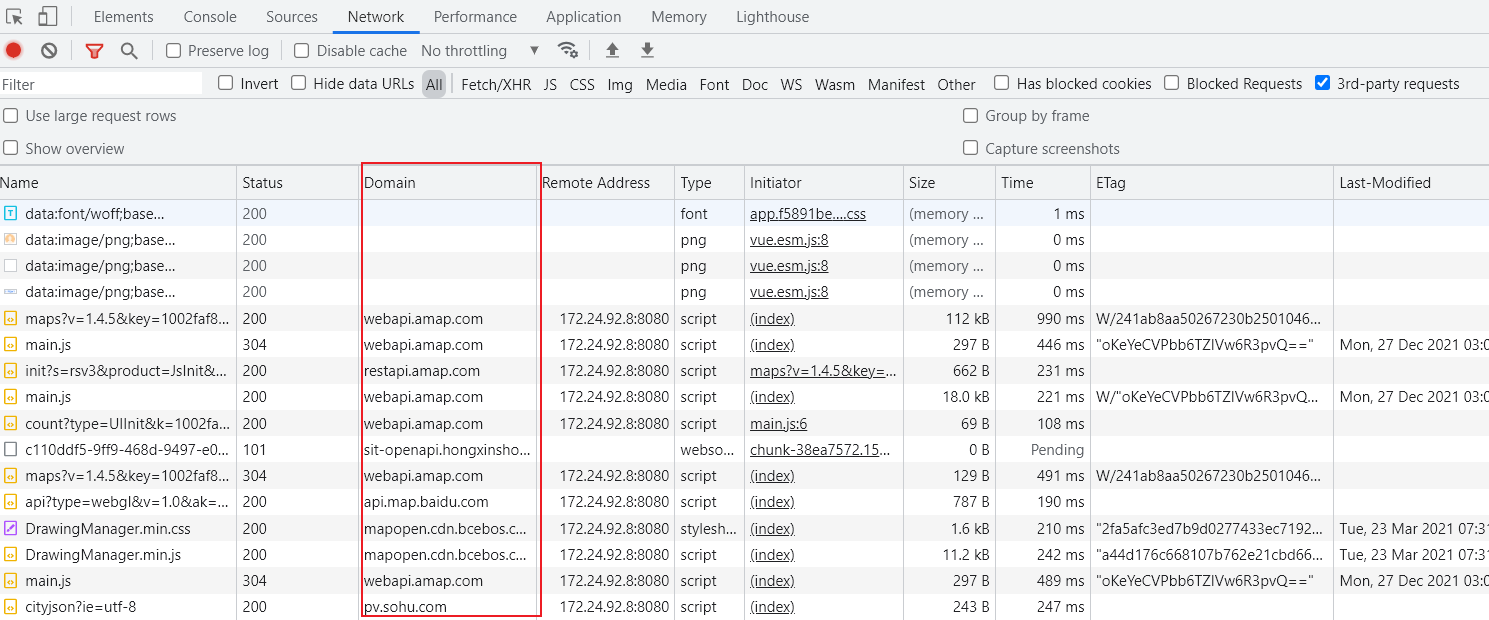 Elements Console Sources Network Performance Application Memory Lighthouse
Preserve log Disable cache No throttling
Filter Invert Hide data URLs All Fetch/XHR JS CSS Img Media Font Doc WS Wasm Manifest Other Has blocked cookies Blocked Requests 3rd-party requests
Use large request rows Group by frame
Show overview Capture screenshots
Name Status Domain Remote Address Type Initiator Size Time ETag Last-Modified
data:font/woff;base... 200 font app.f5891be....css (memory ... 1 ms
data:image/png;base... 200 png vue.esm.js:8 (memory ... 0 ms
data:image/png;base... 200 png vue.esm.js:8 (memory ... 0 ms
data:image/png;base... 200 png vue.esm.js:8 (memory ... 0 ms
maps?v=1.4.5&key=1002faf8... 200 webapi.amap.com 172.24.92.8:8080 script (index) 112 kB 990 ms W/241ab8aa50267230b2501046...
main.js 304 webapi.amap.com 172.24.92.8:8080 script (index) 297 B 446 ms "oKeYeCVPbb6TZIVw6R3pvQ==" Mon, 27 Dec 2021 03:0
init?s=rsv3&product=JsInit&... 200 restapi.amap.com 172.24.92.8:8080 script maps?v=1.4.5&key=... 662 B 231 ms
main.js 200 webapi.amap.com 172.24.92.8:8080 script (index) 18.0 kB 221 ms W/"oKeYeCVPbb6TZIVw6R3pvQ... Mon, 27 Dec 2021 03:0
count?type=UIInit&k=1002fa... 200 webapi.amap.com 172.24.92.8:8080 script main.js:6 69 B 108 ms
c110ddf5-9ff9-468d-9497-e0... 101 sit-openapi.hongxinsho... webso... chunk-38ea7572.15... 0 B Pending
maps?v=1.4.5&key=1002faf8... 304 webapi.amap.com 172.24.92.8:8080 script (index) 129 B 491 ms W/241ab8aa50267230b2501046...
api?type=webgl&v=1.0&ak=... 200 api.map.baidu.com 172.24.92.8:8080 script (index) 787 B 190 ms
DrawingManager.min.css 200 mapopen.cdn.bcebos.c... 172.24.92.8:8080 stylesh... (index) 1.6 kB 210 ms "2fa5afc3ed7b9d0277433ec7192... Tue, 23 Mar 2021 07:31
DrawingManager.min.js 200 mapopen.cdn.bcebos.c... 172.24.92.8:8080 script (index) 11.2 kB 242 ms "a44d176c668107b762e21cbd66... Tue, 23 Mar 2021 07:31
main.js 304 webapi.amap.com 172.24.92.8:8080 script (index) 297 B 489 ms "oKeYeCVPbb6TZIVw6R3pvQ==" Mon, 27 Dec 2021 03:0
cityjson?ie=utf-8 200 pv.sohu.com 172.24.92.8:8080 script (index) 243 B 247 ms